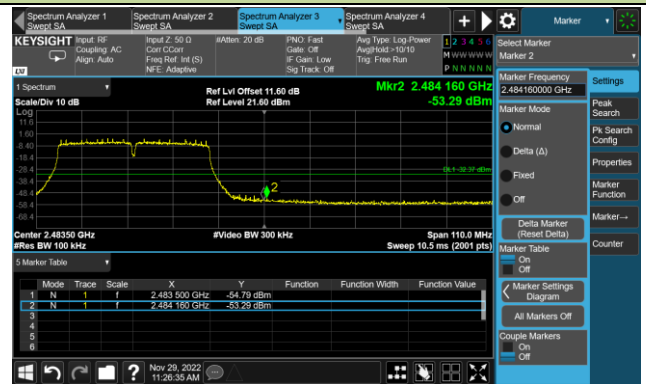 Spectrum Analyzer 1
Swept SA
Spectrum Analyzer 2
Swept SA
Spectrum Analyzer 3
Swept SA
Spectrum Analyzer 4
Swept SA
+
Marker
KEYSIGHT
Input: RF
Coupling: AC
Align: Auto
Input Z: 50 Ω
Corr CCorr
Freq Ref: Int (S)
NFE: Adaptive
#Atten: 20 dB
PNO: Fast
Gate: Off
IF Gain: Low
Sig Track: Off
Avg Type: Log-Power
Avg|Hold:>10/10
Trig: Free Run
1 2 3 4 5 6
M W W W W W
P N N N N N
LXI
Select Marker
Marker 2
1 Spectrum
Scale/Div 10 dB
Ref Lvl Offset 11.60 dB
Ref Level 21.60 dBm
Mkr2 2.484 160 GHz
-53.29 dBm
Log
11.6
1.60
-8.40
-18.4
-28.4
-38.4
-48.4
-58.4
-68.4
DL1 -32.37 dBm
2
Center 2.48350 GHz
#Res BW 100 kHz
#Video BW 300 kHz
Span 110.0 MHz
Sweep 10.5 ms (2001 pts)
5 Marker Table
Mode Trace Scale X Y Function Function Width Function Value
1 N 1 f 2.483 500 GHz -54.79 dBm
2 N 1 f 2.484 160 GHz -53.29 dBm
3
4
5
6
Marker Frequency
2.484160000 GHz
Marker Mode
Normal
Delta (Δ)
Fixed
Off
Delta Marker
(Reset Delta)
Marker Table
On
Off
Marker Settings
Diagram
All Markers Off
Couple Markers
On
Off
Settings
Peak
Search
Pk Search
Config
Properties
Marker
Function
Marker→
Counter
?
Nov 29, 2022
11:26:35 AM